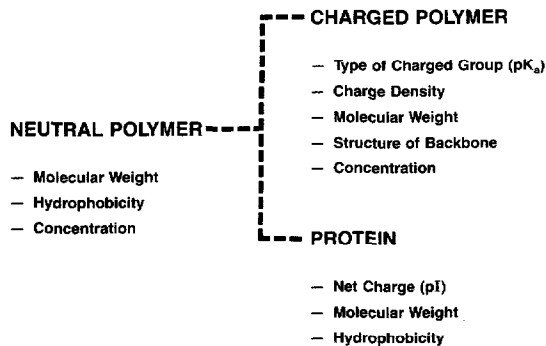 CHARGED POLYMER
— Type of Charged Group (pKa)
— Charge Density
— Molecular Weight
— Structure of Backbone
— Concentration
NEUTRAL POLYMER
— Molecular Weight
— Hydrophobicity
— Concentration
PROTEIN
— Net Charge (pI)
— Molecular Weight
— Hydrophobicity